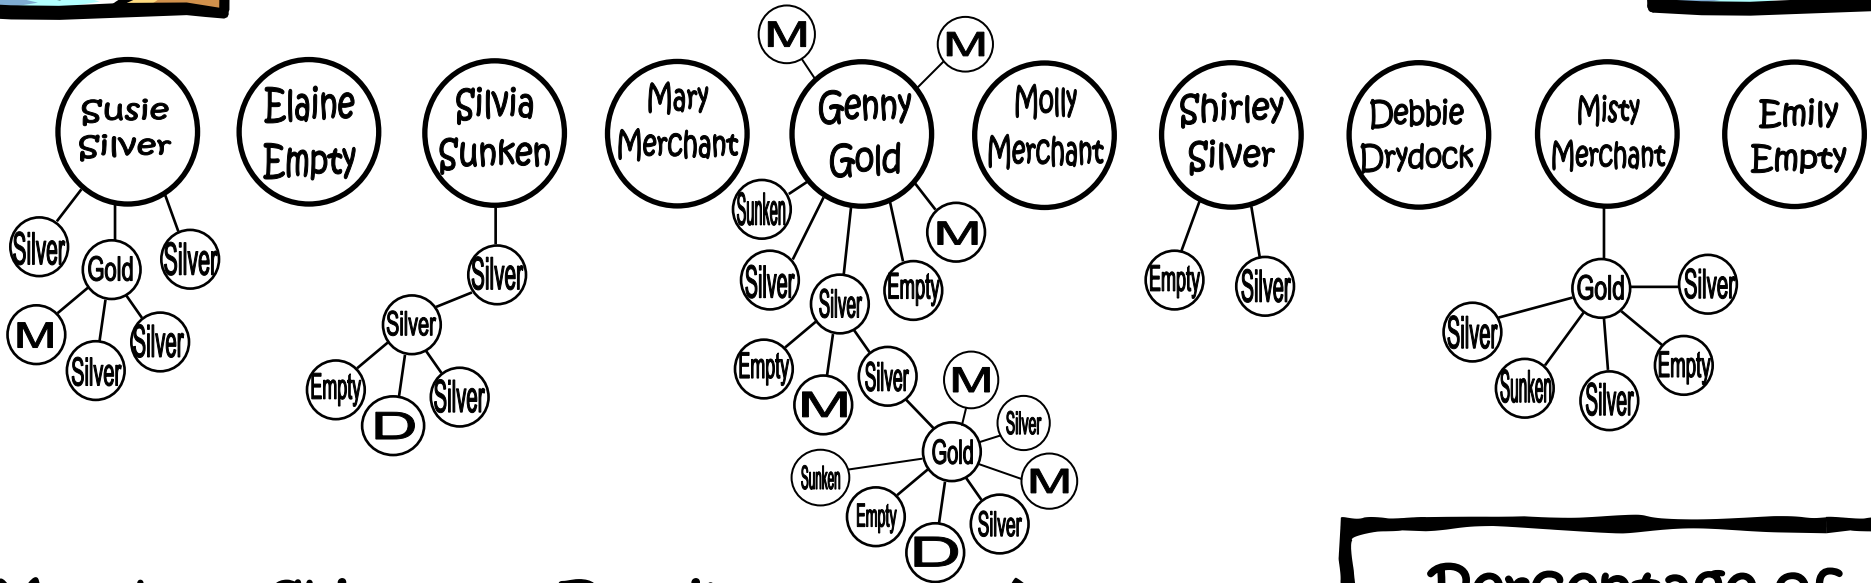 M
M
Susie
Silver
Elaine
Empty
Silvia
Sunken
Mary
Merchant
Genny
Gold
Molly
Merchant
Shirley
Silver
Debbie
Drydock
Misty
Merchant
Emily
Empty
Silver
Gold
Silver
M
Silver
Silver
Silver
Silver
Empty
D
Silver
Sunken
Silver
Silver
Empty
M
Empty
M
Silver
Gold
M
Silver
M
Silver
D
Empty
Sunken
Empty
Silver
Gold
Silver
Silver
Sunken
Silver
Empty
Percentage of